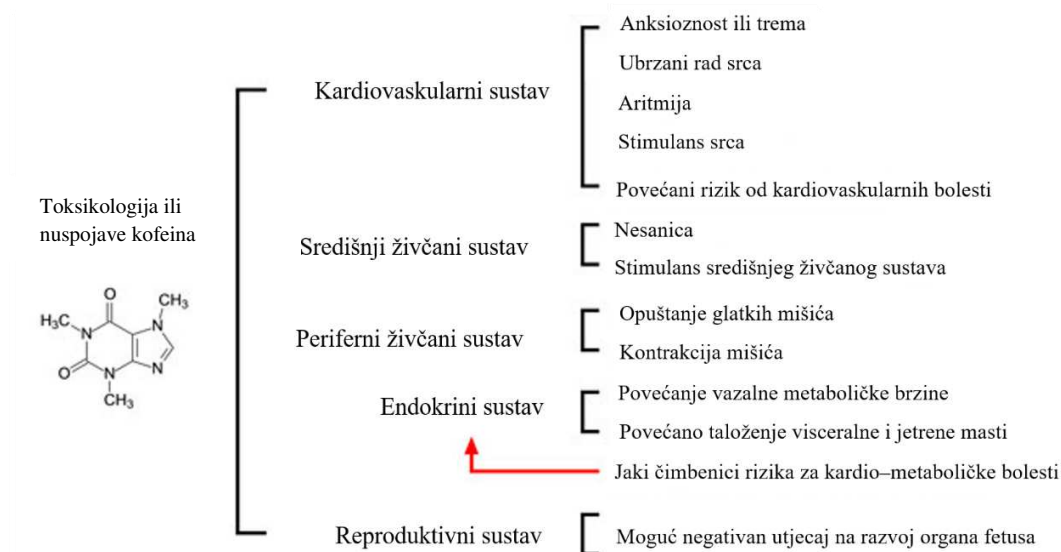 Toksikologija ili
nuspojave kofeina
O
CH₃
H₃C
N
N
O
N
N
CH₃
Kardiovaskularni sustav
Anksioznost ili trema
Ubrzani rad srca
Aritmija
Stimulans srca
Povećani rizik od kardiovaskularnih bolesti
Središnji živčani sustav
Nesanica
Stimulans središnjeg živčanog sustava
Periferni živčani sustav
Opuštanje glatkih mišića
Kontrakcija mišića
Endokrini sustav
Povećanje vazalne metaboličke brzine
Povećano taloženje visceralne i jetrene masti
Jaki čimbenici rizika za kardio–metaboličke bolesti
Reproduktivni sustav
Moguć negativan utjecaj na razvoj organa fetusa